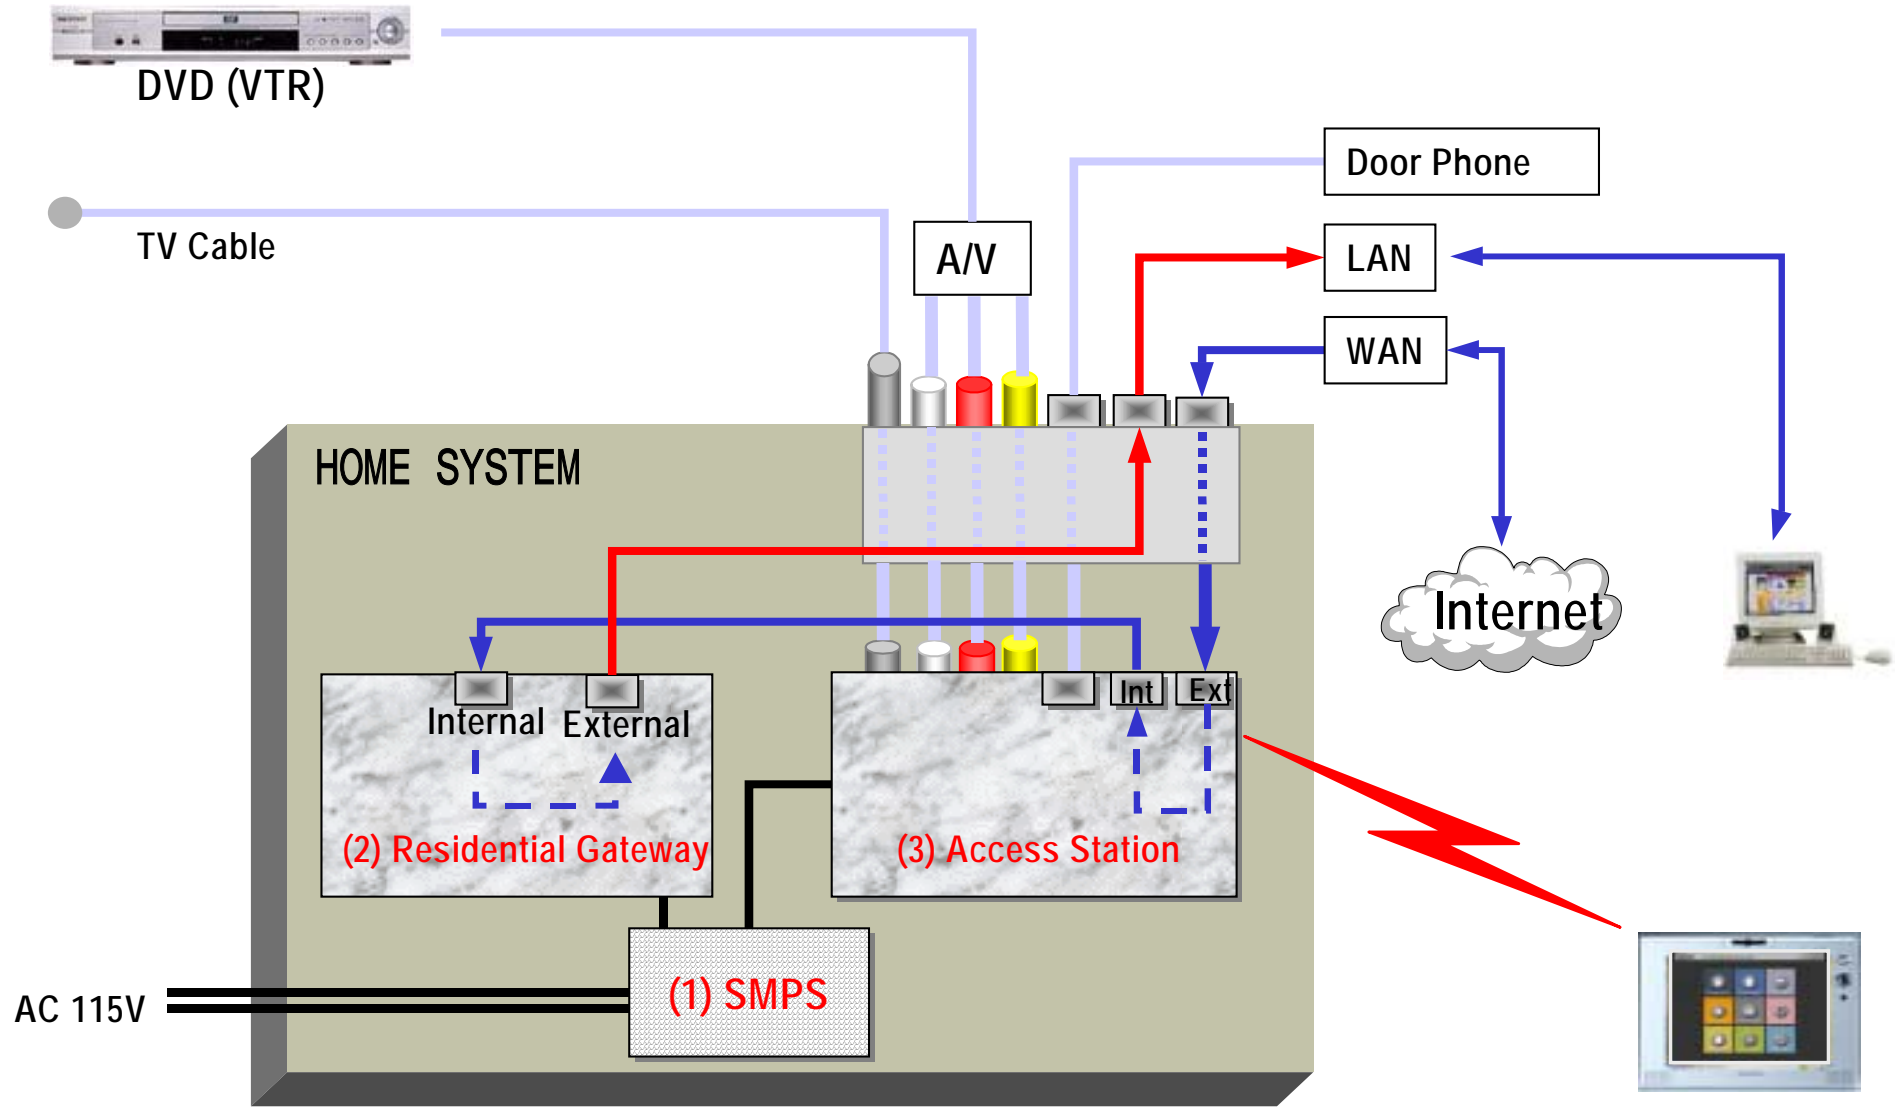 DVD (VTR)
Door Phone
TV Cable
A/V
LAN
WAN
HOME SYSTEM
Internet
Int
Ext
Internal
External
(2) Residential Gateway
(3) Access Station
(1) SMPS
AC 115V